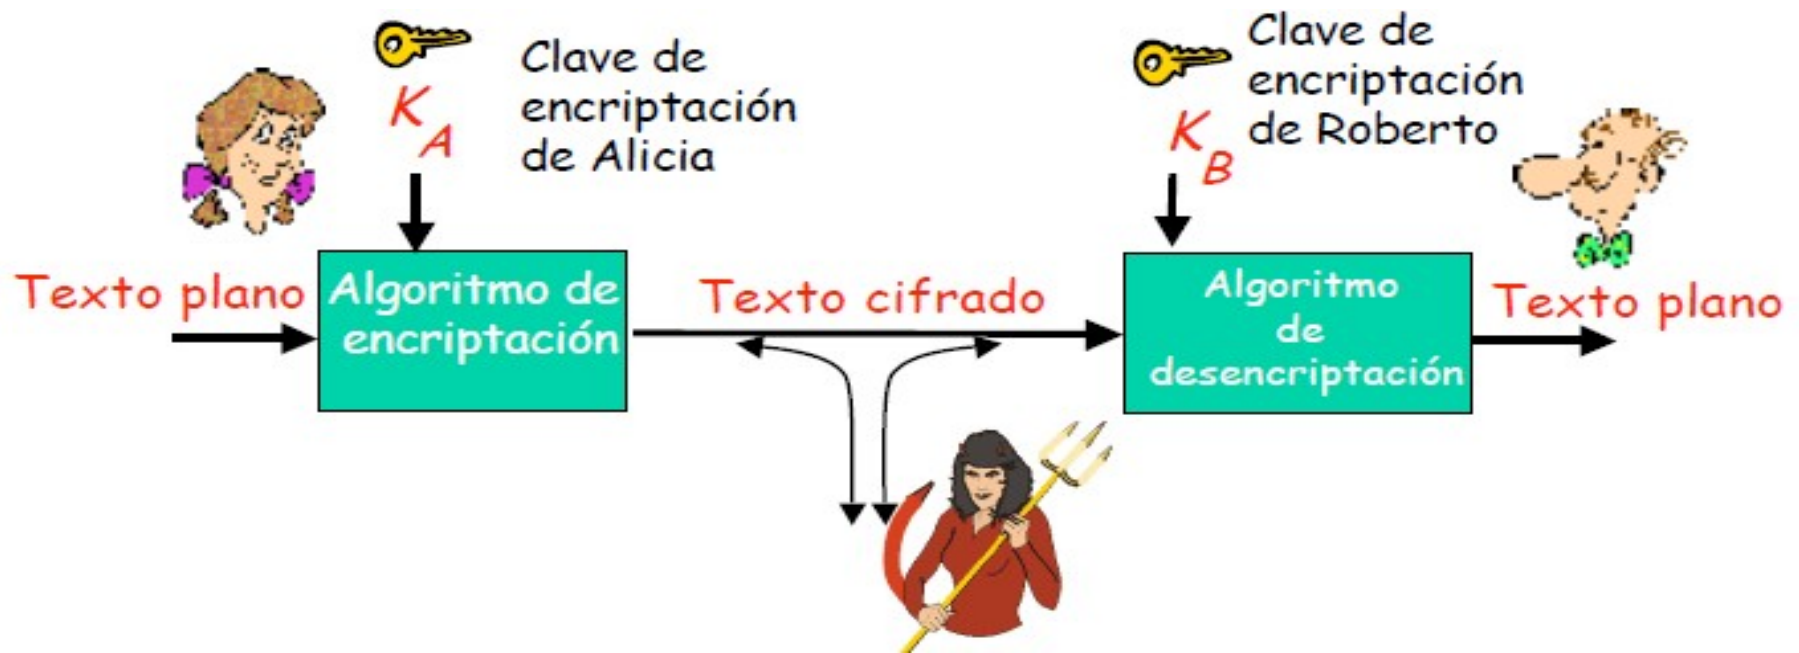 Clave de
encriptación
de Alicia
K
A
Clave de
encriptación
de Roberto
K
B
Texto plano
Algoritmo de
encriptación
Texto cifrado
Algoritmo
de
desencriptación
Texto plano